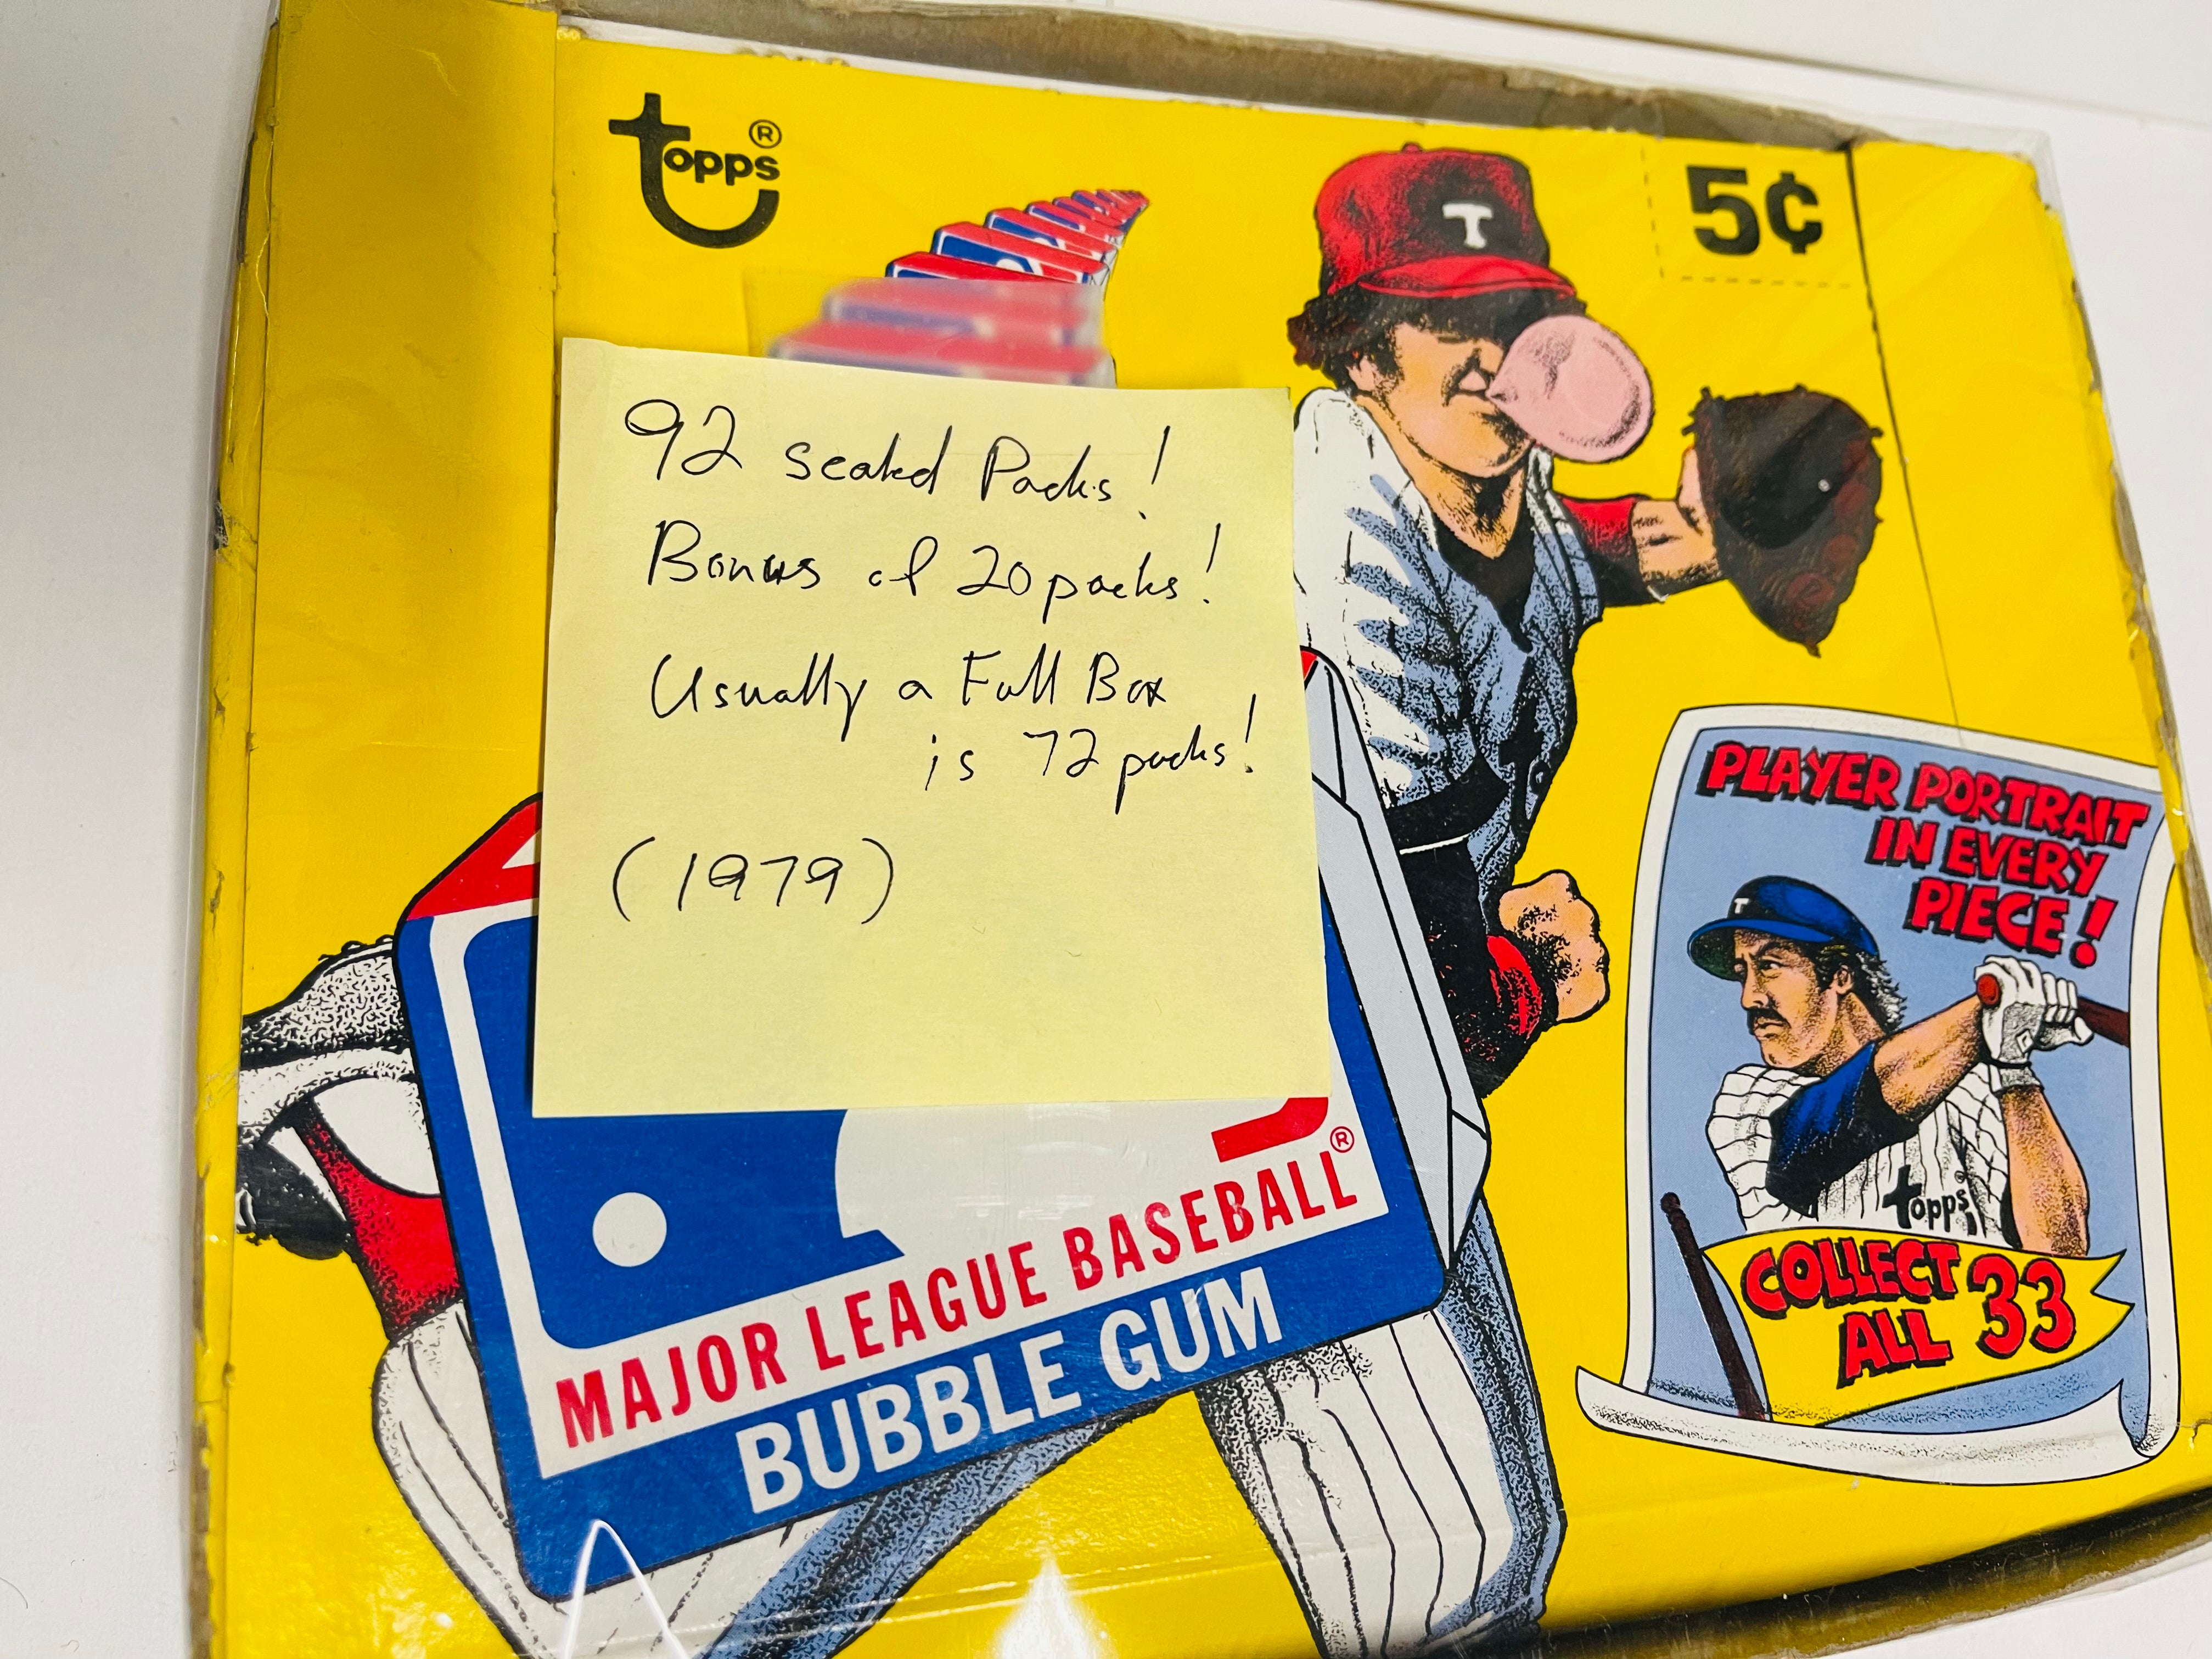 topps®
5¢
T
92 sealed Packs!
Bonus of 20 packs!
Usually a Full Box
is 72 packs!
(1979)
PLAYER PORTRAIT
IN EVERY
PIECE!
T
topps
COLLECT
ALL 33
®
MAJOR LEAGUE BASEBALL
BUBBLE GUM